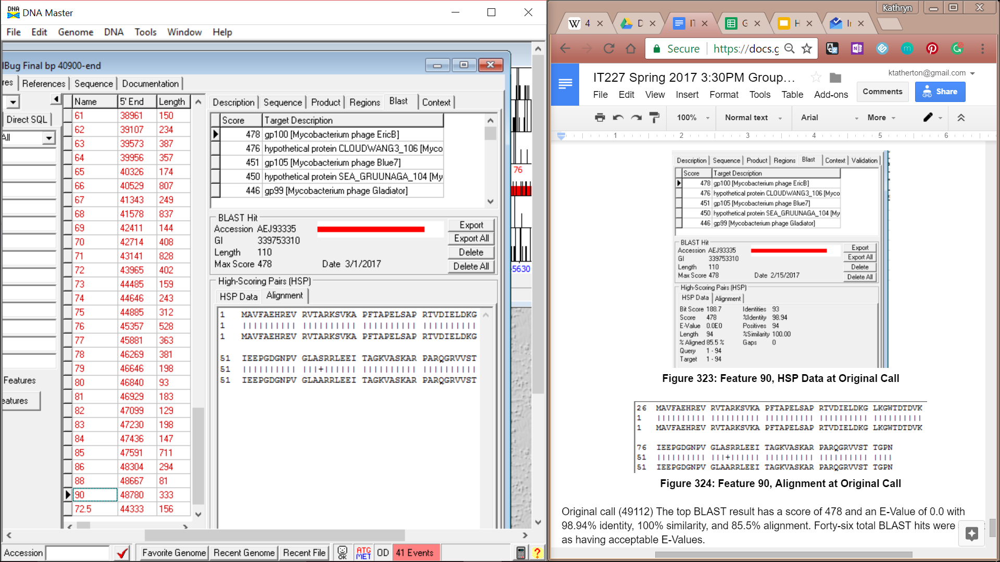 DNA Master
File Edit Genome DNA Tools Window Help
lBug Final bp 40900-end
res References Sequence Documentation
Direct SQL
All
Features
eatures
Name 5' End Length
61 38961 150
62 39107 234
63 39573 387
64 39956 357
65 40326 174
66 40529 807
67 41343 249
68 41578 837
69 42411 144
70 42714 408
71 43141 828
72 43965 402
73 44485 159
74 44646 243
75 44885 312
76 45357 528
77 45881 363
78 46269 381
79 46646 198
80 46840 93
81 46929 183
82 47099 129
83 47230 198
84 47436 147
85 47591 711
86 48304 294
88 48667 81
90 48780 333
72.5 44333 156
Description Sequence Product Regions Blast Context
Score Target Description
478 gp100 [Mycobacterium phage EricB]
476 hypothetical protein CLOUDWANG3_106 [Myco
451 gp105 [Mycobacterium phage Blue7]
450 hypothetical protein SEA_GRUUNAGA_104 [My
446 gp99 [Mycobacterium phage Gladiator]
BLAST Hit
Accession AEJ93335
GI 339753310
Length 110
Max Score 478 Date 3/1/2017
Export
Export All
Delete
Delete All
High-Scoring Pairs (HSP)
HSP Data Alignment
1 MAVFAEHREV RVTARKSVKA PFTAPELSAP RTVDIELDKG
1 |||||||||| |||||||||| |||||||||| ||||||||||
1 MAVFAEHREV RVTARKSVKA PFTAPELSAP RTVDIELDKG
51 IEEPGDGNPV GLASRRLEEI TAGKVASKAR PARQGRVVST
51 |||||||||| |||+|||||| |||||||||| ||||||||||
51 IEEPGDGNPV GLAARRLEEI TAGKVASKAR PARQGRVVST
76
-5630
Accession Favorite Genome Recent Genome Recent File OK ATG MET OD 41 Events ?
Kathryn
W 4 D IT G H In
Secure https://docs.g
IT227 Spring 2017 3:30PM Group...
ktatherton@gmail.com
File Edit View Insert Format Tools Table Add-ons
Comments Share
100% Normal text Arial More
1 2 3 4 5 6
Description Sequence Product Regions Blast Context Validation
Score Target Description
478 gp100 [Mycobacterium phage EricB]
476 hypothetical protein CLOUDWANG3_106 [Myco
451 gp105 [Mycobacterium phage Blue7]
450 hypothetical protein SEA_GRUUNAGA_104 [My
446 gp99 [Mycobacterium phage Gladiator]
BLAST Hit
Accession AEJ93335
GI 339753310
Length 110
Max Score 478 Date 2/15/2017
Export
Export All
Delete
Delete All
High-Scoring Pairs (HSP)
HSP Data Alignment
Bit Score 188.7 Identities 93
Score 478 %Identity 98.94
E-Value 0.0E0 Positives 94
Length 94 %Similarity 100.00
% Aligned 85.5 % Gaps 0
Query 1 - 94
Target 1 - 94
Figure 323: Feature 90, HSP Data at Original Call
26 MAVFAEHREV RVTARKSVKA PFTAPELSAP RTVDIELDKG LKGWTDTDVK
1 |||||||||| |||||||||| |||||||||| |||||||||| ||||||||||
1 MAVFAEHREV RVTARKSVKA PFTAPELSAP RTVDIELDKG LKGWTDTDVK
76 IEEPGDGNPV GLASRRLEEI TAGKVASKAR PARQGRVVST TGPN
51 |||||||||| |||+|||||| |||||||||| |||||||||| ||||
51 IEEPGDGNPV GLAARRLEEI TAGKVASKAR PARQGRVVST TGPN
Figure 324: Feature 90, Alignment at Original Call
Original call (49112) The top BLAST result has a score of 478 and an E-Value of 0.0 with
98.94% identity, 100% similarity, and 85.5% alignment. Forty-six total BLAST hits were
as having acceptable E-Values.